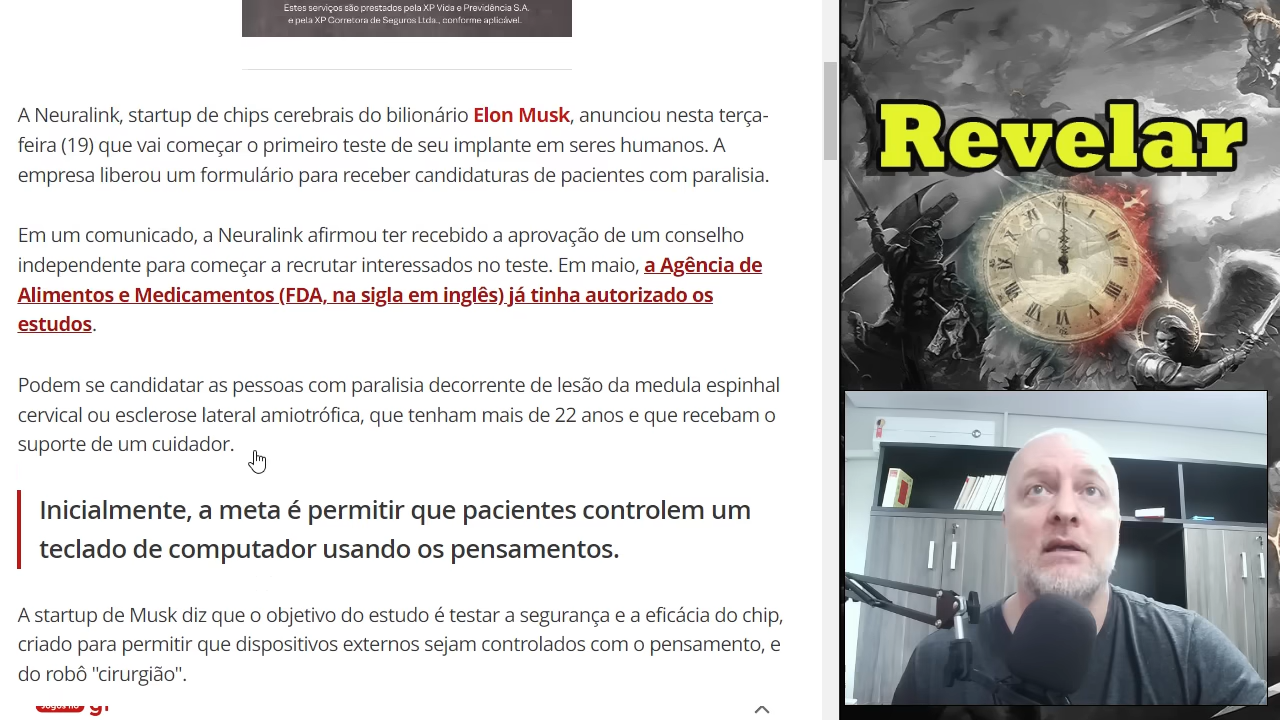 Estes serviços são prestados pela XP Vida e Previdência S.A.
e pela XP Corretora de Seguros Ltda., conforme aplicável.
A Neuralink, startup de chips cerebrais do bilionário Elon Musk, anunciou nesta terça-
feira (19) que vai começar o primeiro teste de seu implante em seres humanos. A
empresa liberou um formulário para receber candidaturas de pacientes com paralisia.
Em um comunicado, a Neuralink afirmou ter recebido a aprovação de um conselho
independente para começar a recrutar interessados no teste. Em maio, a Agência de
Alimentos e Medicamentos (FDA, na sigla em inglês) já tinha autorizado os
estudos.
Podem se candidatar as pessoas com paralisia decorrente de lesão da medula espinhal
cervical ou esclerose lateral amiotrófica, que tenham mais de 22 anos e que recebam o
suporte de um cuidador.
Inicialmente, a meta é permitir que pacientes controlem um
teclado de computador usando os pensamentos.
A startup de Musk diz que o objetivo do estudo é testar a segurança e a eficácia do chip,
criado para permitir que dispositivos externos sejam controlados com o pensamento, e
do robô "cirurgião".
Revelar